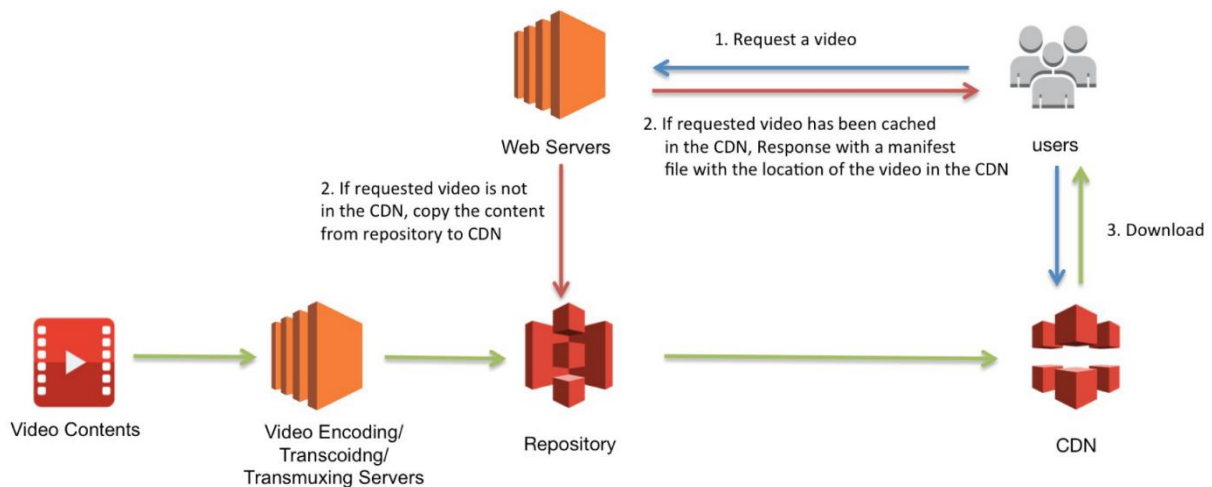 1. Request a video
Web Servers
2. If requested video has been cached
in the CDN, Response with a manifest
file with the location of the video in the CDN
users
2. If requested video is not
in the CDN, copy the content
from repository to CDN
3. Download
Video Contents
Video Encoding/
Transcoidng/
Transmuxing Servers
Repository
CDN